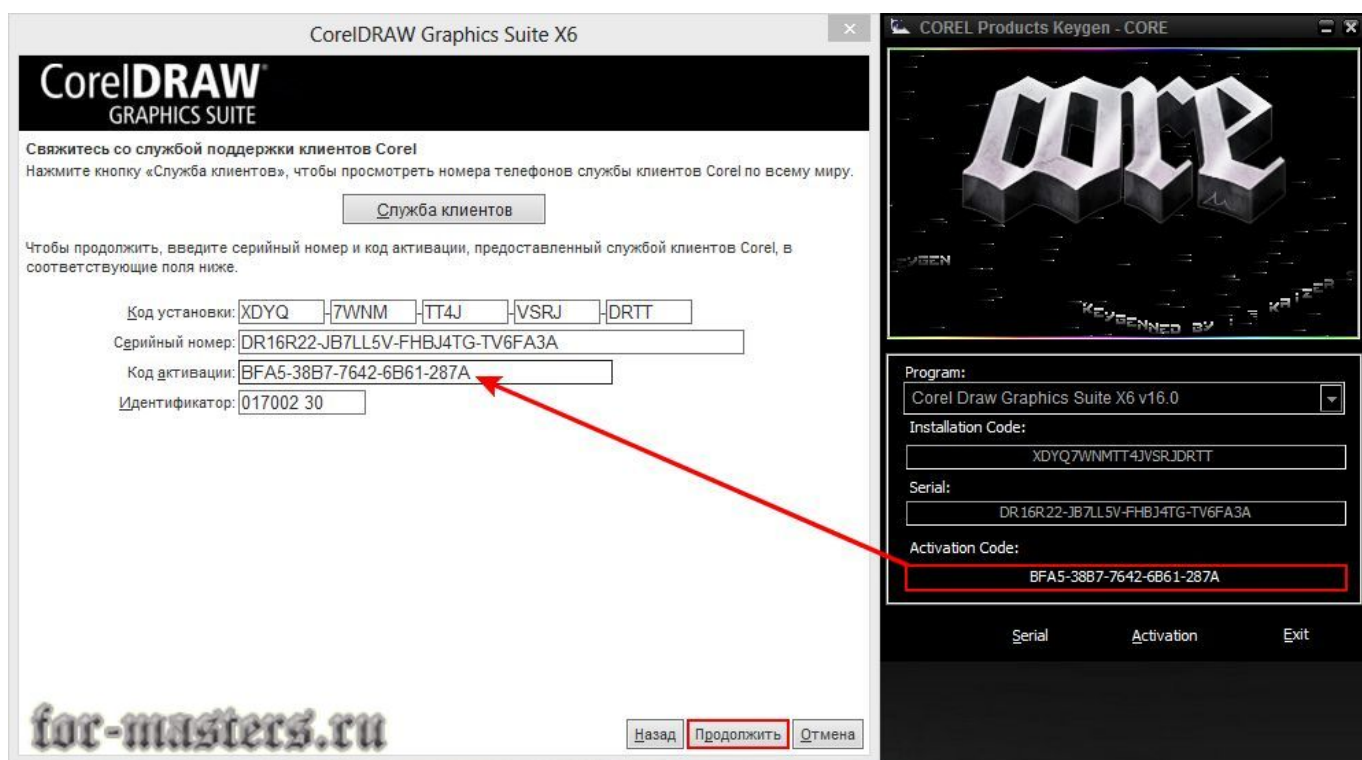 CorelDRAW Graphics Suite X6
CorelDRAW
GRAPHICS SUITE
Свяжитесь со службой поддержки клиентов Corel
Нажмите кнопку «Служба клиентов», чтобы просмотреть номера телефонов службы клиентов Corel по всему миру.
Служба клиентов
Чтобы продолжить, введите серийный номер и код активации, предоставленный службой клиентов Corel, в
соответствующие поля ниже.
Код установки: XDYQ -7WNM -TT4J -VSRJ -DRTT
Серийный номер: DR16R22-JB7LL5V-FHBJ4TG-TV6FA3A
Код активации: BFA5-38B7-7642-6B61-287A
Идентификатор: 017002 30
for-masters.ru
Назад Продолжить Отмена
COREL Products Keygen - CORE
core
KEYGENNED BY
Program:
Corel Draw Graphics Suite X6 v16.0
Installation Code:
XDYQ7WNMTT4JVSRJDRTT
Serial:
DR16R22-JB7LL5V-FHBJ4TG-TV6FA3A
Activation Code:
BFA5-38B7-7642-6B61-287A
Serial Activation Exit